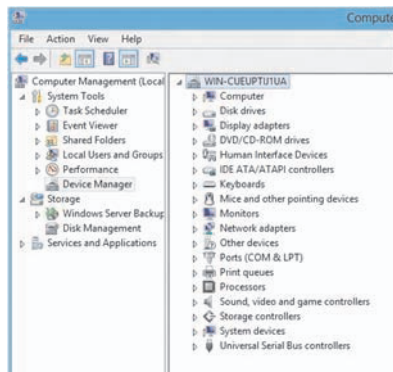 Compute
File Action View Help
Computer Management (Local
System Tools
Task Scheduler
Event Viewer
Shared Folders
Local Users and Groups
Performance
Device Manager
Storage
Windows Server Backup
Disk Management
Services and Applications
WIN-CUEUPTIJ1UA
Computer
Disk drives
Display adapters
DVD/CD-ROM drives
Human Interface Devices
IDE ATA/ATAPI controllers
Keyboards
Mice and other pointing devices
Monitors
Network adapters
Other devices
Ports (COM & LPT)
Print queues
Processors
Sound, video and game controllers
Storage controllers
System devices
Universal Serial Bus controllers